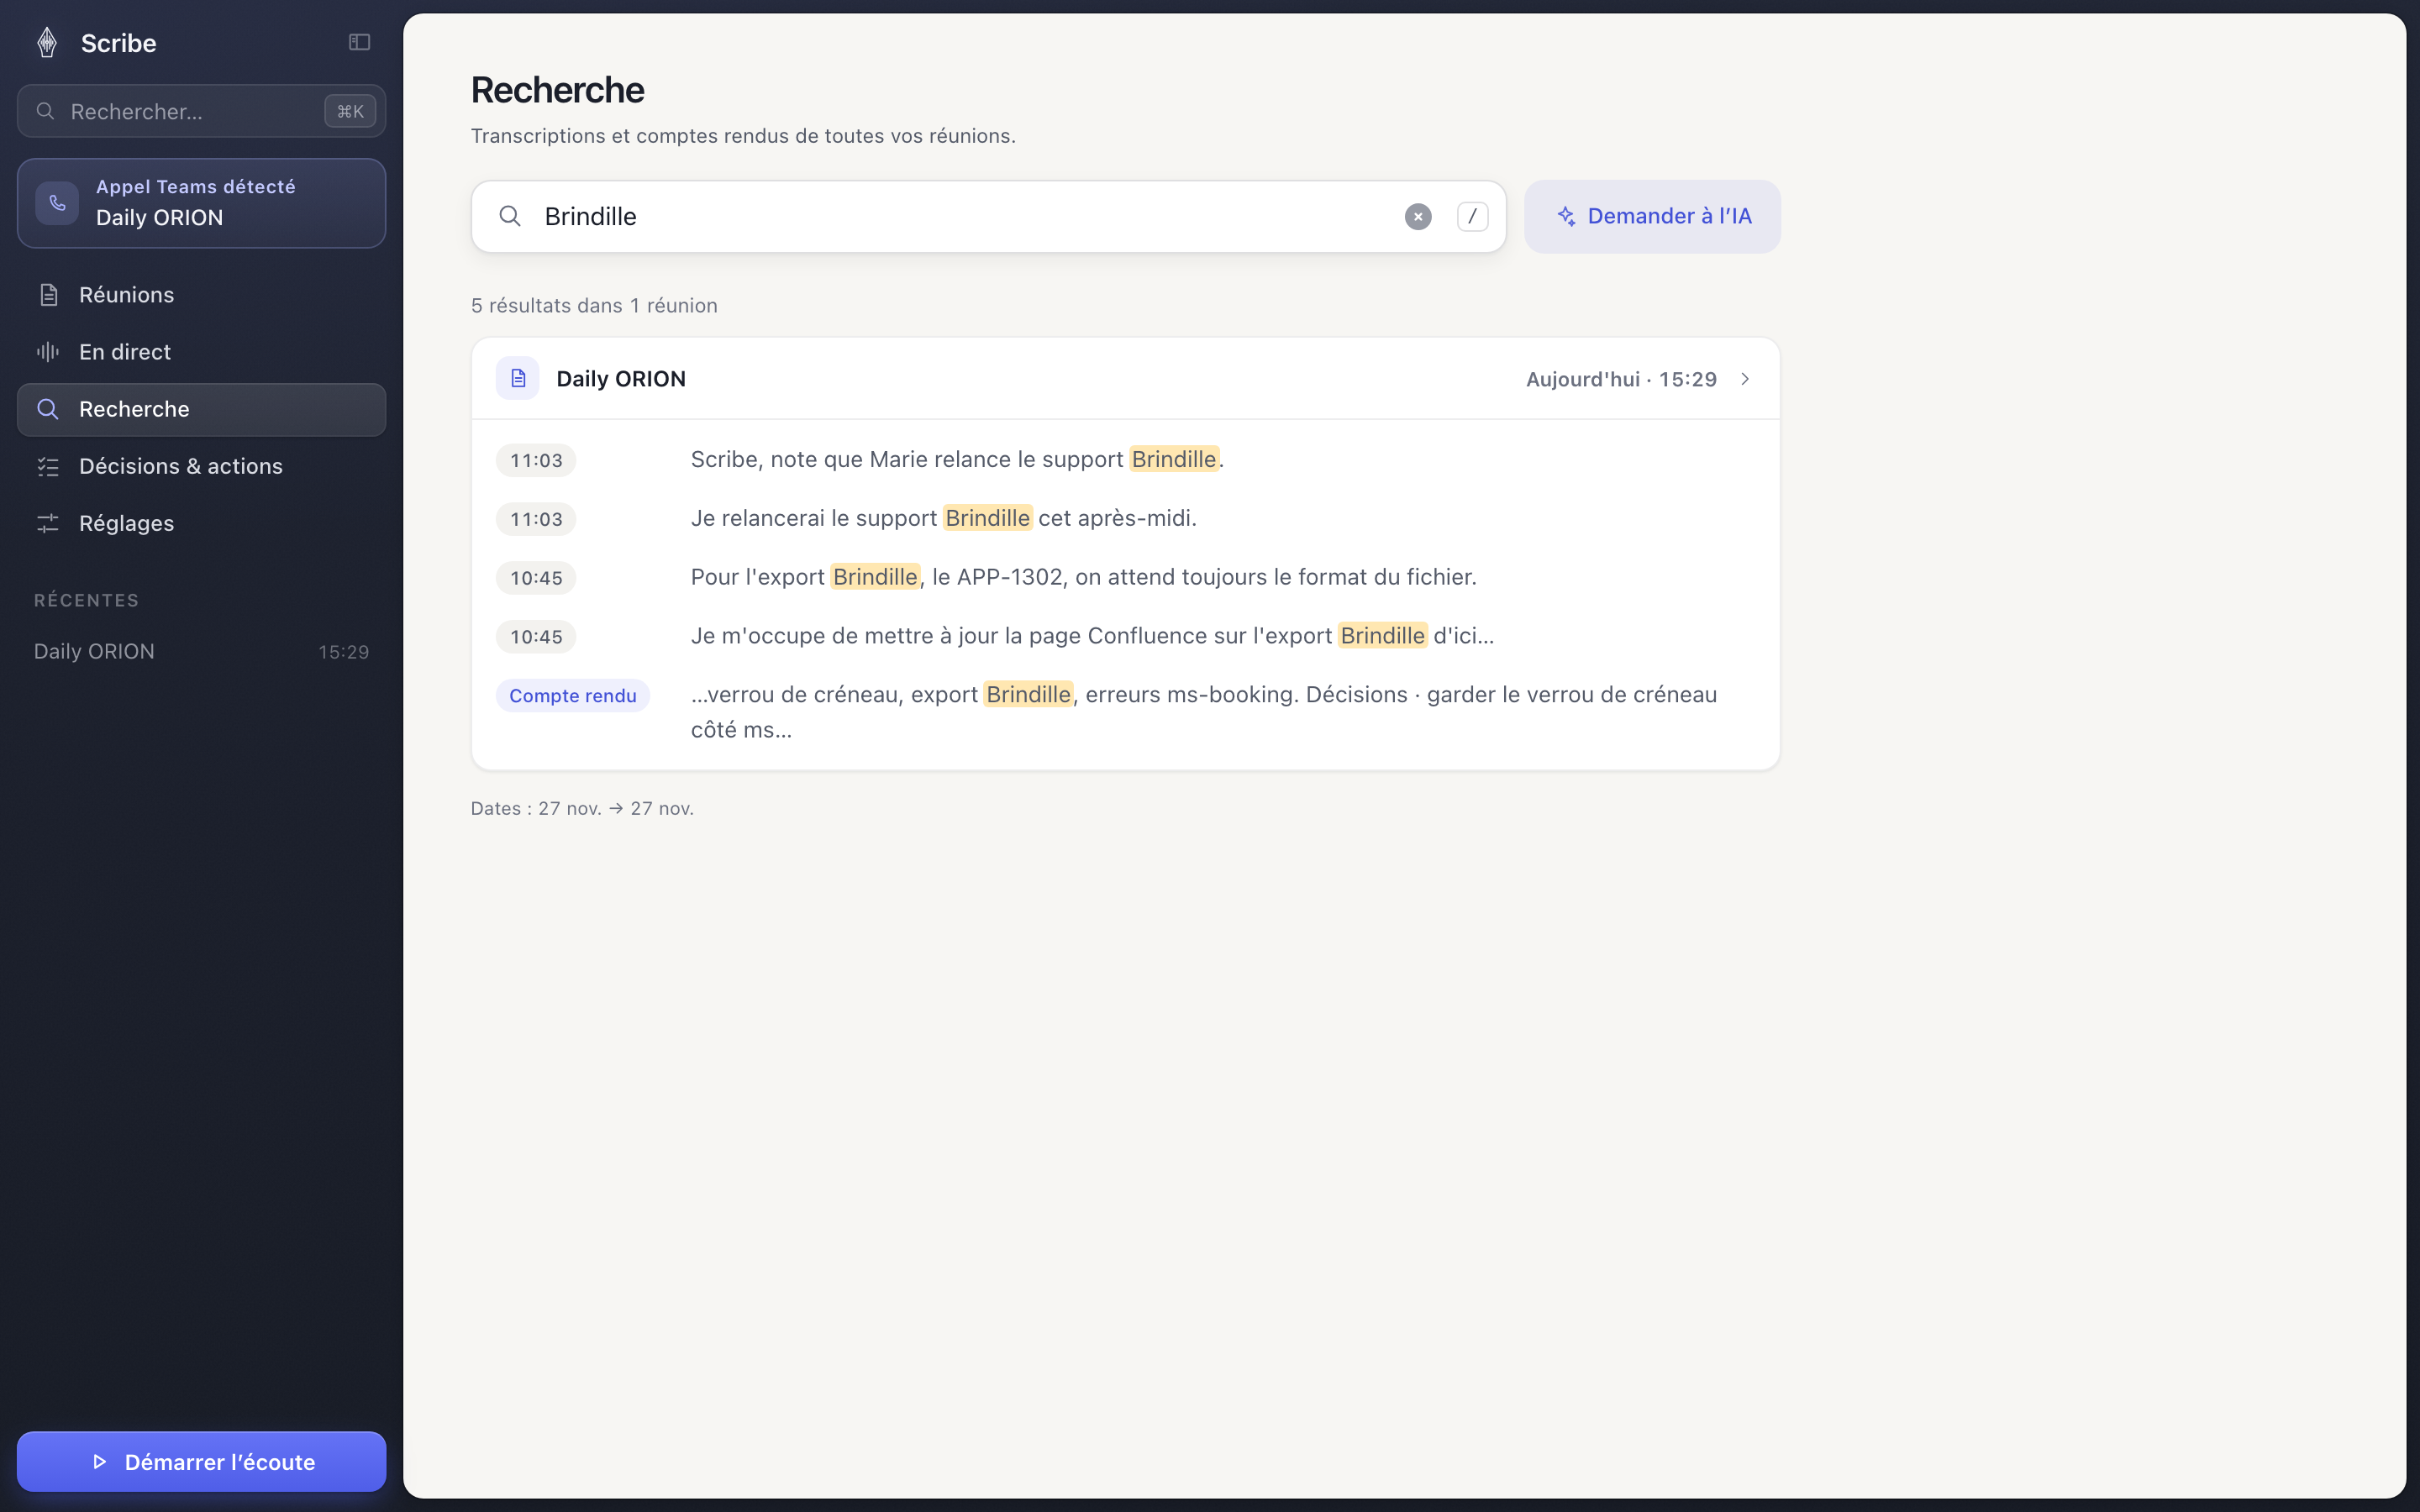 Scribe
Rechercher...
⌘K
Appel Teams détecté
Daily ORION
Réunions
En direct
Recherche
Décisions & actions
Réglages
RÉCENTES
Daily ORION 15:29
Démarrer l’écoute
Recherche
Transcriptions et comptes rendus de toutes vos réunions.
Brindille
/
Demander à l’IA
5 résultats dans 1 réunion
Daily ORION
Aujourd'hui · 15:29
11:03 Scribe, note que Marie relance le support Brindille.
11:03 Je relancerai le support Brindille cet après-midi.
10:45 Pour l'export Brindille, le APP-1302, on attend toujours le format du fichier.
10:45 Je m'occupe de mettre à jour la page Confluence sur l'export Brindille d'ici…
Compte rendu …verrou de créneau, export Brindille, erreurs ms-booking. Décisions · garder le verrou de créneau
côté ms…
Dates : 27 nov. → 27 nov.